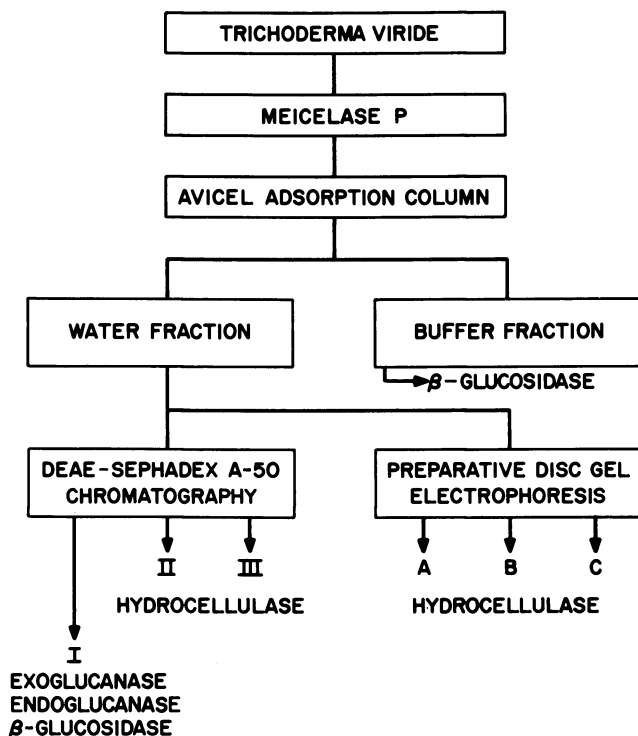 TRICHODERMA VIRIDE
MEICELASE P
AVICEL ADSORPTION COLUMN
WATER FRACTION
BUFFER FRACTION
β-GLUCOSIDASE
DEAE-SEPHADEX A-50
CHROMATOGRAPHY
PREPARATIVE DISC GEL
ELECTROPHORESIS
II III
A B C
HYDROCELLULASE
HYDROCELLULASE
I
EXOGLUCANASE
ENDOGLUCANASE
β-GLUCOSIDASE